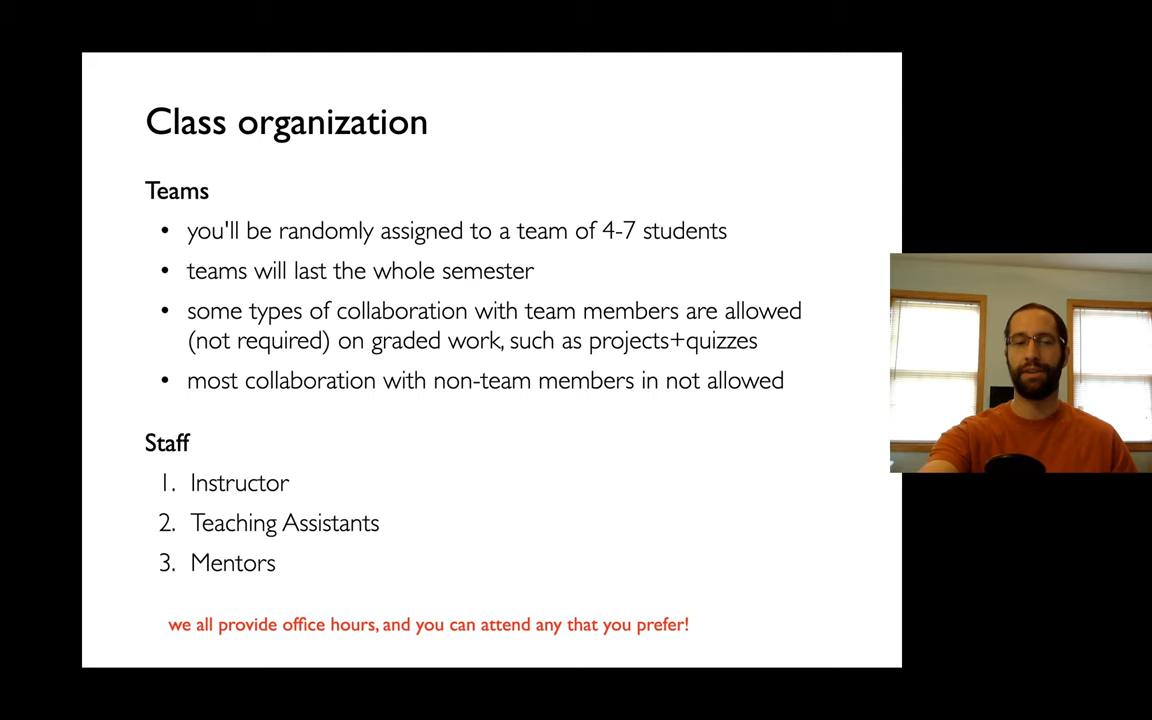 Class organization
Teams
• you'll be randomly assigned to a team of 4-7 students
• teams will last the whole semester
• some types of collaboration with team members are allowed
(not required) on graded work, such as projects+quizzes
• most collaboration with non-team members in not allowed
Staff
1. Instructor
2. Teaching Assistants
3. Mentors
we all provide office hours, and you can attend any that you prefer!